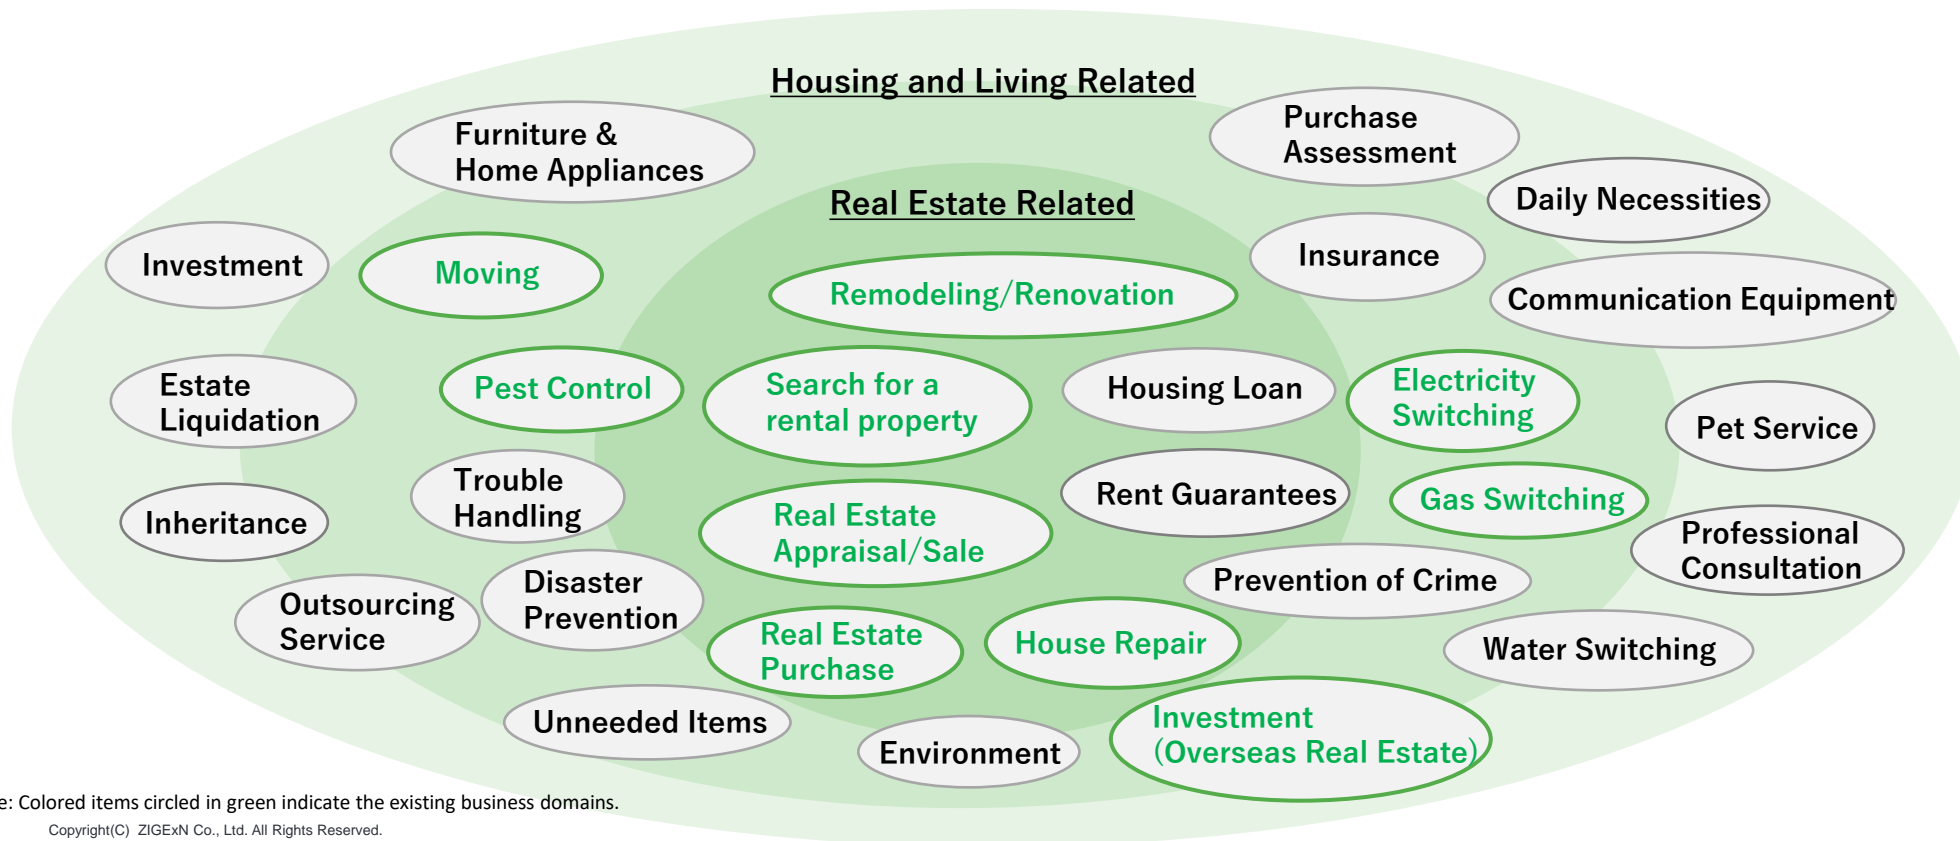 Housing and Living Related
Furniture &
Home Appliances
Purchase
Assessment
Daily Necessities
Real Estate Related
Investment
Moving
Insurance
Remodeling/Renovation
Communication Equipment
Estate
Liquidation
Pest Control
Search for a
rental property
Housing Loan
Electricity
Switching
Pet Service
Inheritance
Trouble
Handling
Real Estate
Appraisal/Sale
Rent Guarantees
Gas Switching
Professional
Consultation
Outsourcing
Service
Disaster
Prevention
Prevention of Crime
Real Estate
Purchase
House Repair
Water Switching
Unneeded Items
Environment
Investment
(Overseas Real Estate)
e: Colored items circled in green indicate the existing business domains.
Copyright(C) ZIGExN Co., Ltd. All Rights Reserved.